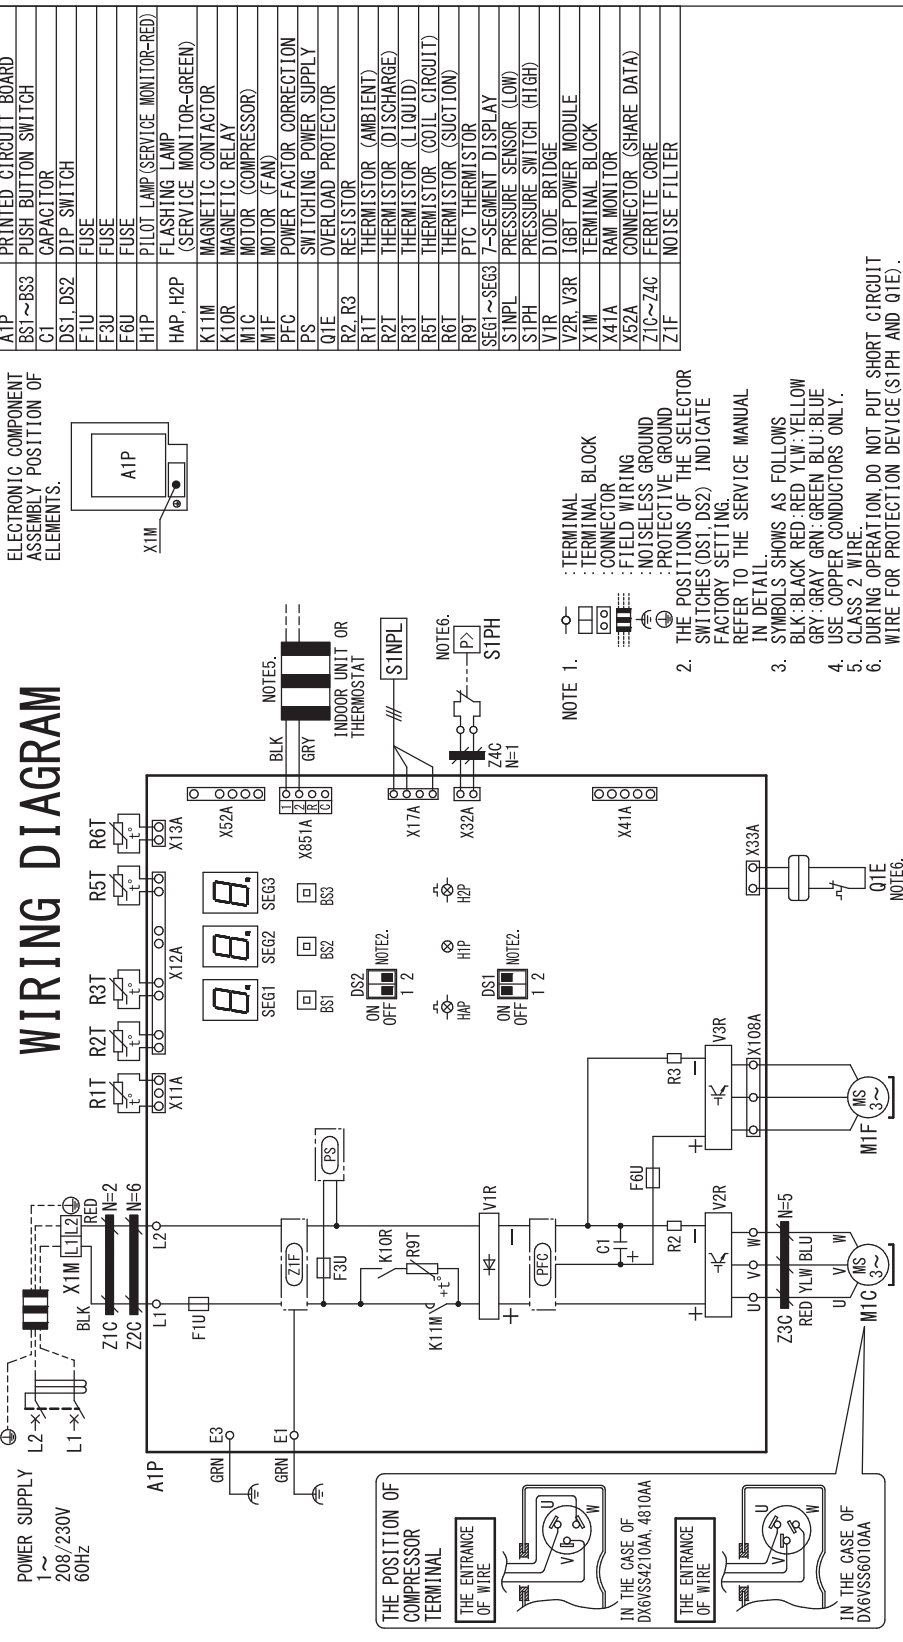 WIRING DIAGRAM
POWER SUPPLY
1~
208/230V
60Hz
L2
L1
X1M
L1 L2
BLK
RED
Z1C
N=2
Z2C
N=6
L1
L2
A1P
GRN
E3
GRN
E1
F1U
Z1F
F3U
PS
K10R
R9T
+t°
K11M
V1R
+
−
PFC
C1
+
F6U
R2
R3
V2R
+
−
V3R
+
−
U V W
X108A
Z3C
N=5
RED YLW BLU
U V W
MS
3~
M1C
MS
3~
M1F
R1T
t°
X11A
R2T
t°
R3T
t°
X12A
R5T
t°
R6T
t°
X13A
SEG1
SEG2
SEG3
BS1
BS2
BS3
DS2
ON
OFF
1 2
NOTE2.
HAP
H1P
H2P
DS1
ON
OFF
1 2
NOTE2.
X52A
X851A
1
2
R
C
BLK
GRY
NOTE5.
INDOOR UNIT OR
THERMOSTAT
X17A
S1NPL
X32A
Z4C
N=1
NOTE6.
P>
S1PH
X41A
X33A
Q1E
NOTE6.
THE POSITION OF
COMPRESSOR
TERMINAL
THE ENTRANCE
OF WIRE
U
V
W
IN THE CASE OF
DX6VSS4210AA, 4810AA
THE ENTRANCE
OF WIRE
U
V
W
IN THE CASE OF
DX6VSS6010AA
ELECTRONIC COMPONENT
ASSEMBLY POSITION OF
ELEMENTS.
A1P
X1M
NOTE 1.
:TERMINAL
:TERMINAL BLOCK
:CONNECTOR
:FIELD WIRING
:NOISELESS GROUND
:PROTECTIVE GROUND
2. THE POSITIONS OF THE SELECTOR
SWITCHES(DS1, DS2) INDICATE
FACTORY SETTING.
REFER TO THE SERVICE MANUAL
IN DETAIL.
3. SYMBOLS SHOWS AS FOLLOWS
BLK:BLACK RED:RED YLW:YELLOW
GRY:GRAY GRN:GREEN BLU:BLUE
4. USE COPPER CONDUCTORS ONLY.
5. CLASS 2 WIRE.
6. DURING OPERATION,DO NOT PUT SHORT CIRCUIT
WIRE FOR PROTECTION DEVICE(S1PH AND Q1E).
A1P PRINTED CIRCUIT BOARD
BS1~BS3 PUSH BUTTON SWITCH
C1 CAPACITOR
DS1, DS2 DIP SWITCH
F1U FUSE
F3U FUSE
F6U FUSE
H1P PILOT LAMP(SERVICE MONITOR-RED)
HAP, H2P FLASHING LAMP
(SERVICE MONITOR-GREEN)
K11M MAGNETIC CONTACTOR
K10R MAGNETIC RELAY
M1C MOTOR (COMPRESSOR)
M1F MOTOR (FAN)
PFC POWER FACTOR CORRECTION
PS SWITCHING POWER SUPPLY
Q1E OVERLOAD PROTECTOR
R2, R3 RESISTOR
R1T THERMISTOR (AMBIENT)
R2T THERMISTOR (DISCHARGE)
R3T THERMISTOR (LIQUID)
R5T THERMISTOR (COIL CIRCUIT)
R6T THERMISTOR (SUCTION)
R9T PTC THERMISTOR
SEG1~SEG3 7-SEGMENT DISPLAY
S1NPL PRESSURE SENSOR (LOW)
S1PH PRESSURE SWITCH (HIGH)
V1R DIODE BRIDGE
V2R, V3R IGBT POWER MODULE
X1M TERMINAL BLOCK
X41A RAM MONITOR
X52A CONNECTOR (SHARE DATA)
Z1C~Z4C FERRITE CORE
Z1F NOISE FILTER